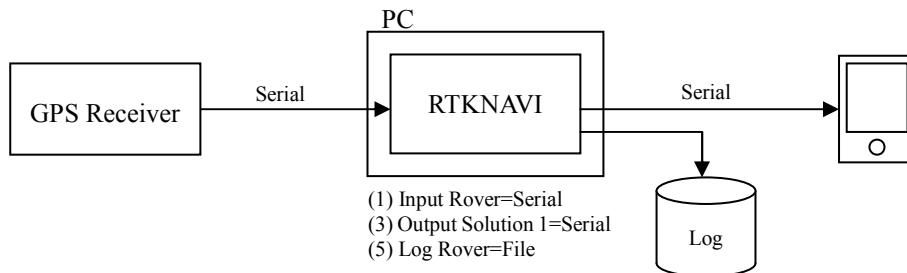 PC
GPS Receiver
Serial
RTKNAVI
Serial
(1) Input Rover=Serial
(3) Output Solution 1=Serial
(5) Log Rover=File
Log